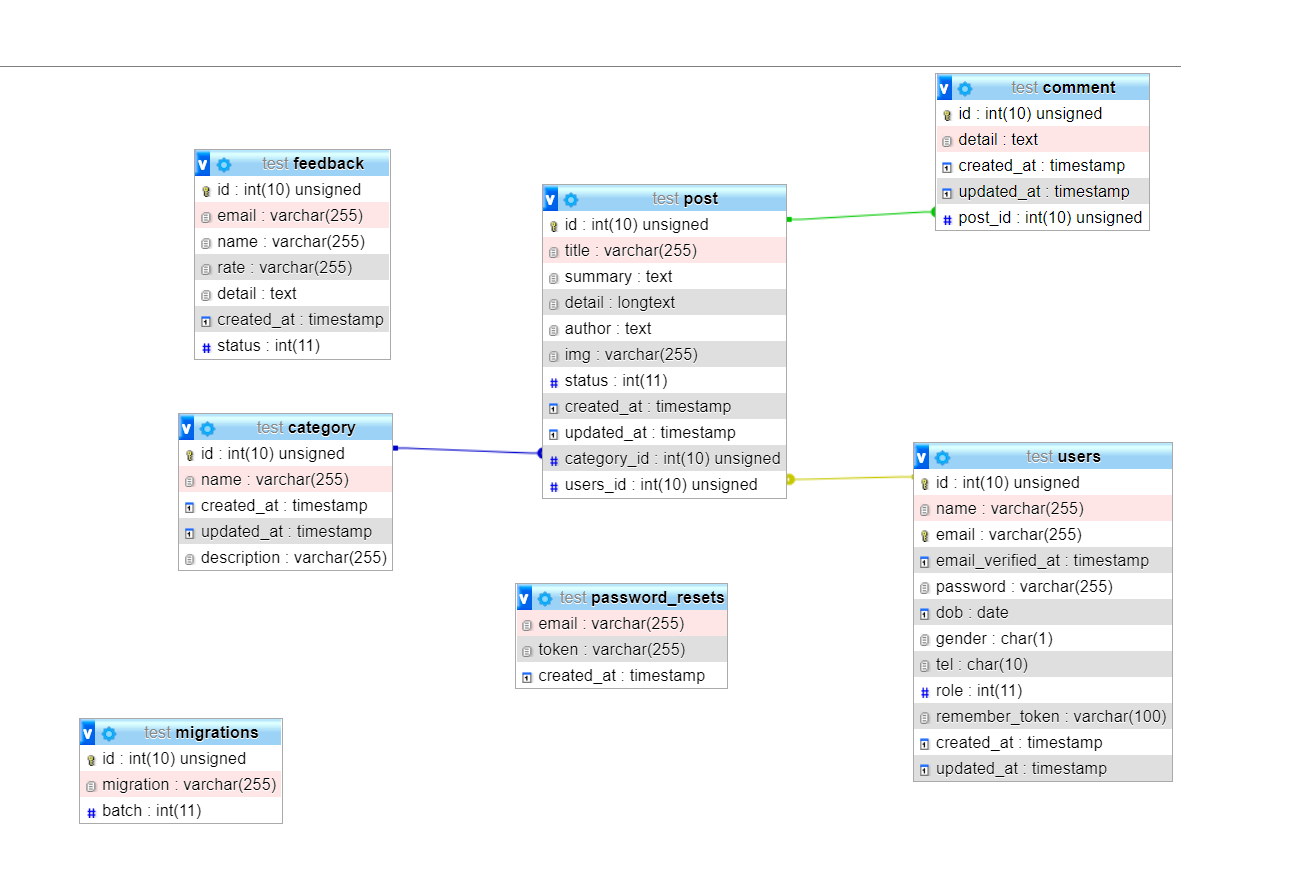 test comment
id : int(10) unsigned
detail : text
created_at : timestamp
updated_at : timestamp
post_id : int(10) unsigned
test feedback
id : int(10) unsigned
email : varchar(255)
name : varchar(255)
rate : varchar(255)
detail : text
created_at : timestamp
status : int(11)
test post
id : int(10) unsigned
title : varchar(255)
summary : text
detail : longtext
author : text
img : varchar(255)
status : int(11)
created_at : timestamp
updated_at : timestamp
category_id : int(10) unsigned
users_id : int(10) unsigned
test category
id : int(10) unsigned
name : varchar(255)
created_at : timestamp
updated_at : timestamp
description : varchar(255)
test users
id : int(10) unsigned
name : varchar(255)
email : varchar(255)
email_verified_at : timestamp
password : varchar(255)
dob : date
gender : char(1)
tel : char(10)
role : int(11)
remember_token : varchar(100)
created_at : timestamp
updated_at : timestamp
test password_resets
email : varchar(255)
token : varchar(255)
created_at : timestamp
test migrations
id : int(10) unsigned
migration : varchar(255)
batch : int(11)